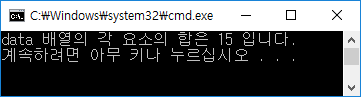 C:₩Windows₩system32₩cmd.exe
data 배열의 각 요소의 합은 15 입니다.
계속하려면 아무 키나 누르십시오 . . .